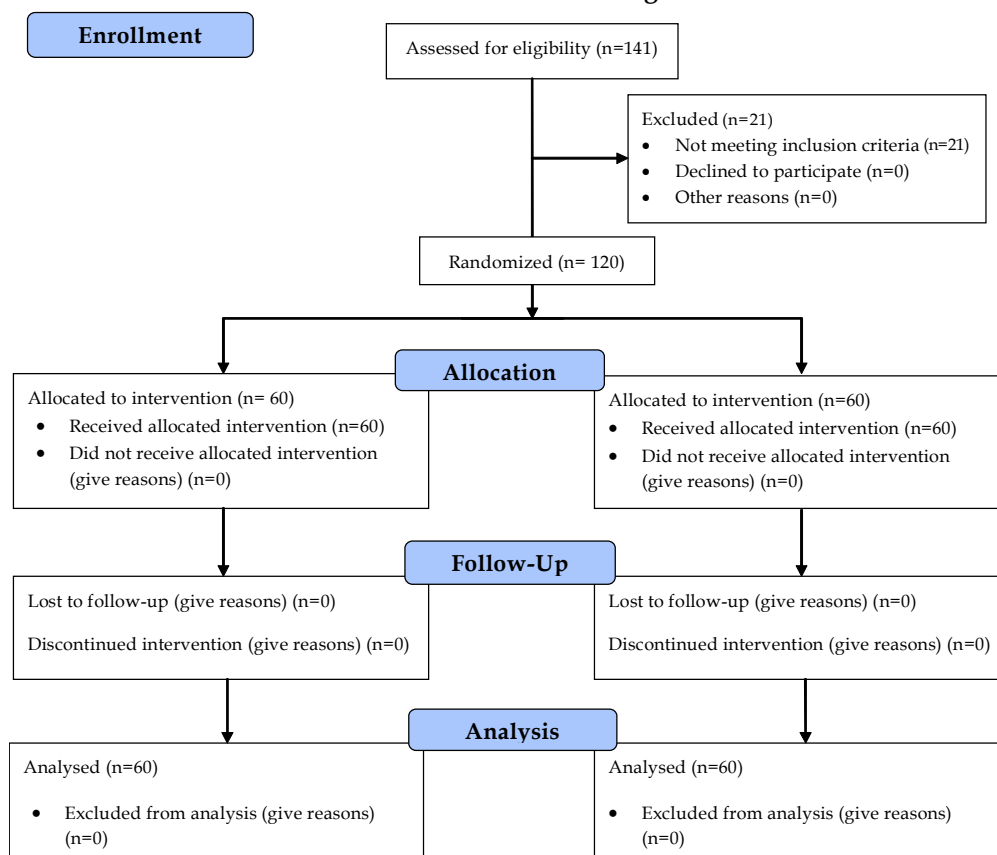 Enrollment
Assessed for eligibility (n=141)
Excluded (n=21)
• Not meeting inclusion criteria (n=21)
• Declined to participate (n=0)
• Other reasons (n=0)
Randomized (n= 120)
Allocation
Allocated to intervention (n= 60)
• Received allocated intervention (n=60)
• Did not receive allocated intervention
(give reasons) (n=0)
Allocated to intervention (n=60)
• Received allocated intervention (n=60)
• Did not receive allocated intervention
(give reasons) (n=0)
Follow-Up
Lost to follow-up (give reasons) (n=0)
Discontinued intervention (give reasons) (n=0)
Lost to follow-up (give reasons) (n=0)
Discontinued intervention (give reasons) (n=0)
Analysis
Analysed (n=60)
• Excluded from analysis (give reasons)
(n=0)
Analysed (n=60)
• Excluded from analysis (give reasons)
(n=0)